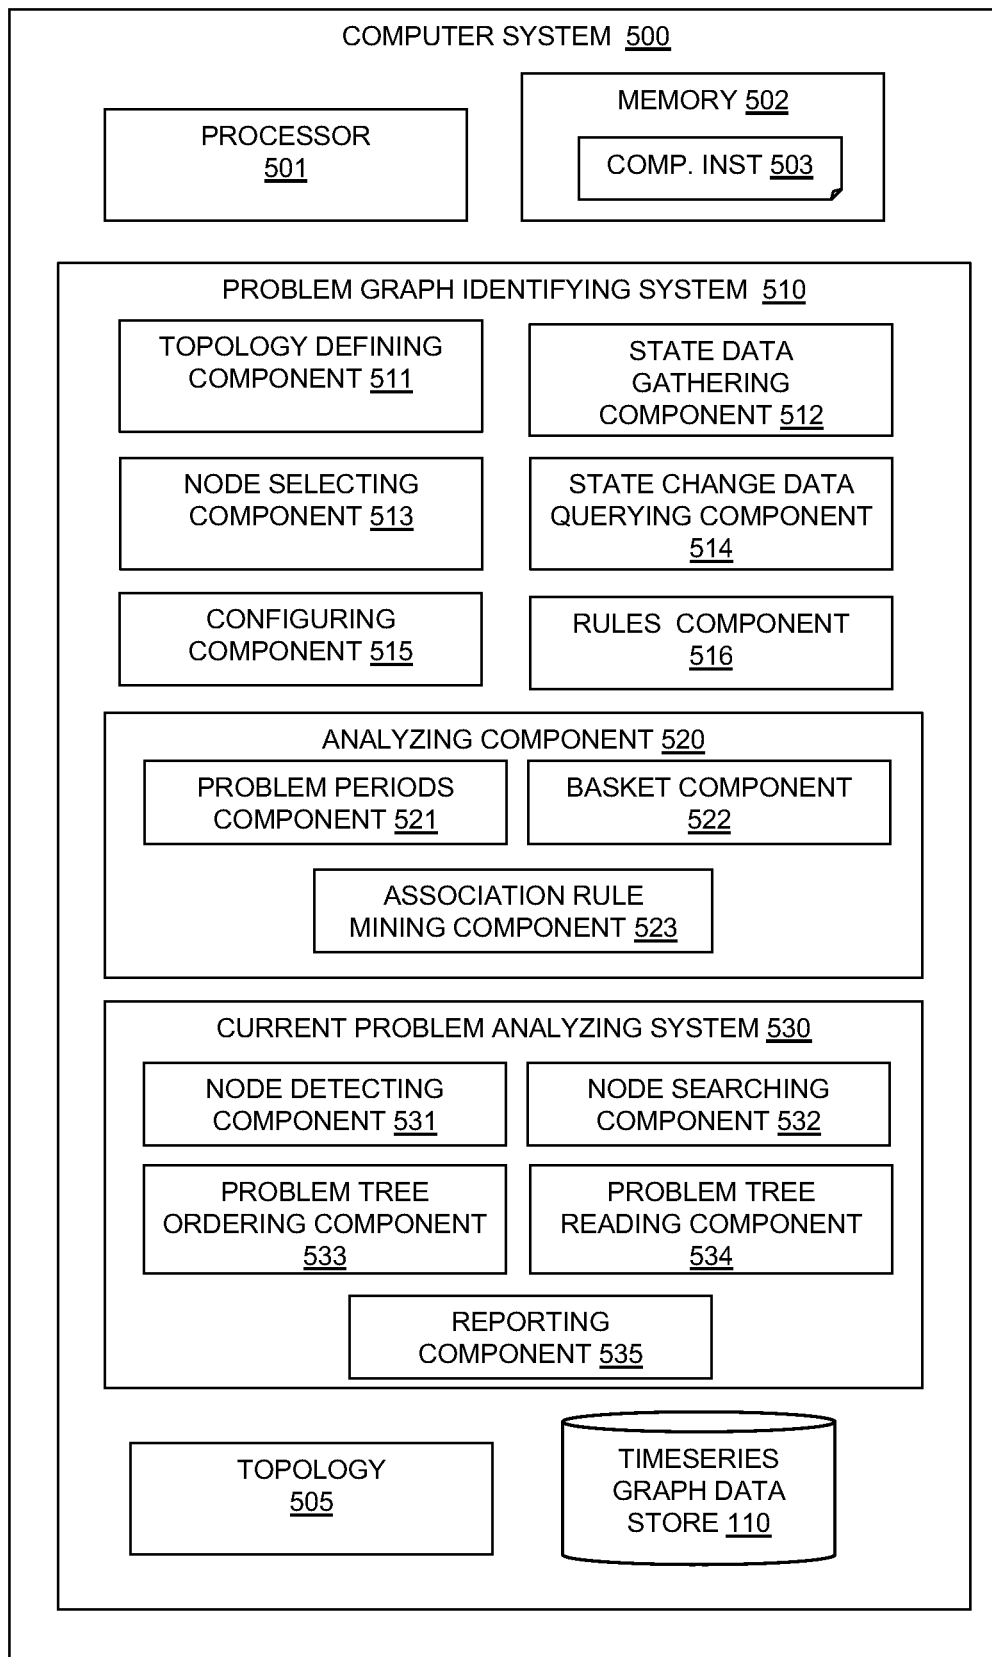 COMPUTER SYSTEM 500
PROCESSOR
501
MEMORY 502
COMP. INST 503
PROBLEM GRAPH IDENTIFYING SYSTEM 510
TOPOLOGY DEFINING
COMPONENT 511
STATE DATA
GATHERING
COMPONENT 512
NODE SELECTING
COMPONENT 513
STATE CHANGE DATA
QUERYING COMPONENT
514
CONFIGURING
COMPONENT 515
RULES COMPONENT
516
ANALYZING COMPONENT 520
PROBLEM PERIODS
COMPONENT 521
BASKET COMPONENT
522
ASSOCIATION RULE
MINING COMPONENT 523
CURRENT PROBLEM ANALYZING SYSTEM 530
NODE DETECTING
COMPONENT 531
NODE SEARCHING
COMPONENT 532
PROBLEM TREE
ORDERING COMPONENT
533
PROBLEM TREE
READING COMPONENT
534
REPORTING
COMPONENT 535
TOPOLOGY
505
TIMESERIES
GRAPH DATA
STORE 110